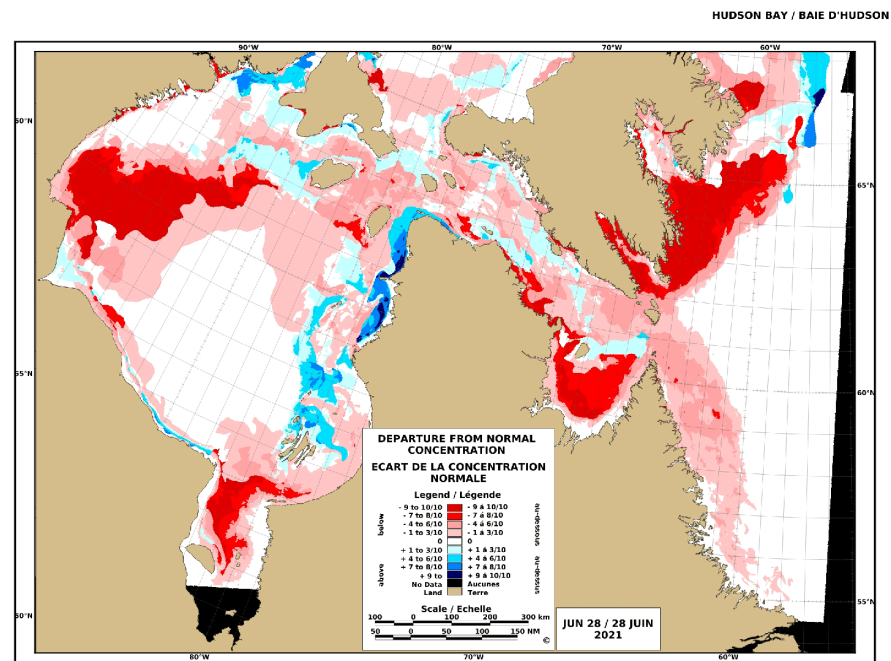 HUDSON BAY / BAIE D'HUDSON
90°W 80°W 70°W 60°W
60°N
65°N
55°N
60°N
50°N
55°N
80°W 70°W 60°W
DEPARTURE FROM NORMAL
CONCENTRATION
ECART DE LA CONCENTRATION
NORMALE
Legend / Légende
below
- 9 to 10/10 - 9 à 10/10
- 7 to 8/10 - 7 à 8/10
- 4 to 6/10 - 4 à 6/10
- 1 to 3/10 - 1 à 3/10
au-dessous
0 0
above
+ 1 to 3/10 + 1 à 3/10
+ 4 to 6/10 + 4 à 6/10
+ 7 to 8/10 + 7 à 8/10
+ 9 to + 9 à 10/10
au-dessus
No Data Aucunes
Land Terre
Scale / Echelle
100 0 100 200 300 km
50 0 50 100 150 NM
©
JUN 28 / 28 JUIN
2021